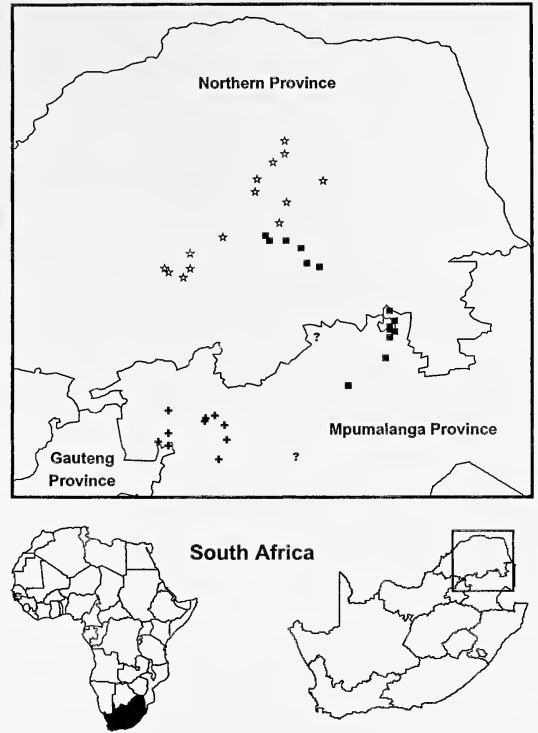 Northern Province
?
Mpumalanga Province
Gauteng
Province
?
South Africa